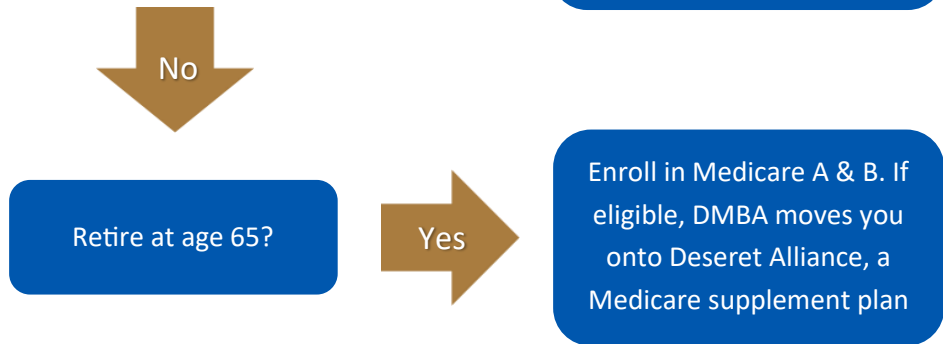 No
Retire at age 65?
Yes
Enroll in Medicare A & B. If
eligible, DMBA moves you
onto Deseret Alliance, a
Medicare supplement plan